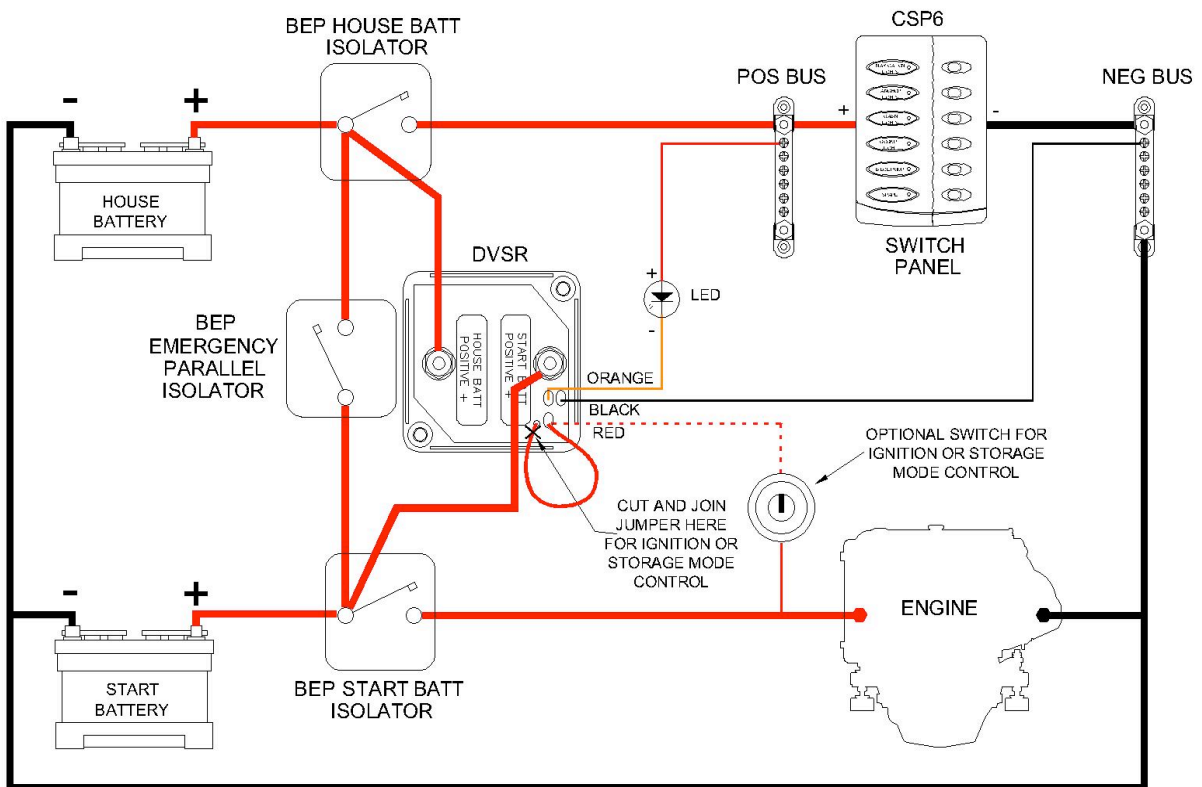 BEP HOUSE BATT
ISOLATOR
CSP6
POS BUS
NEG BUS
-
+
+
-
HOUSE
BATTERY
SWITCH
PANEL
DVSR
+
LED
-
BEP
EMERGENCY
PARALLEL
ISOLATOR
HOUSE BATT
POSITIVE +
START BATT
POSITIVE +
ORANGE
BLACK
RED
OPTIONAL SWITCH FOR
IGNITION OR STORAGE
MODE CONTROL
CUT AND JOIN
JUMPER HERE
FOR IGNITION OR
STORAGE MODE
CONTROL
-
+
ENGINE
START
BATTERY
BEP START BATT
ISOLATOR